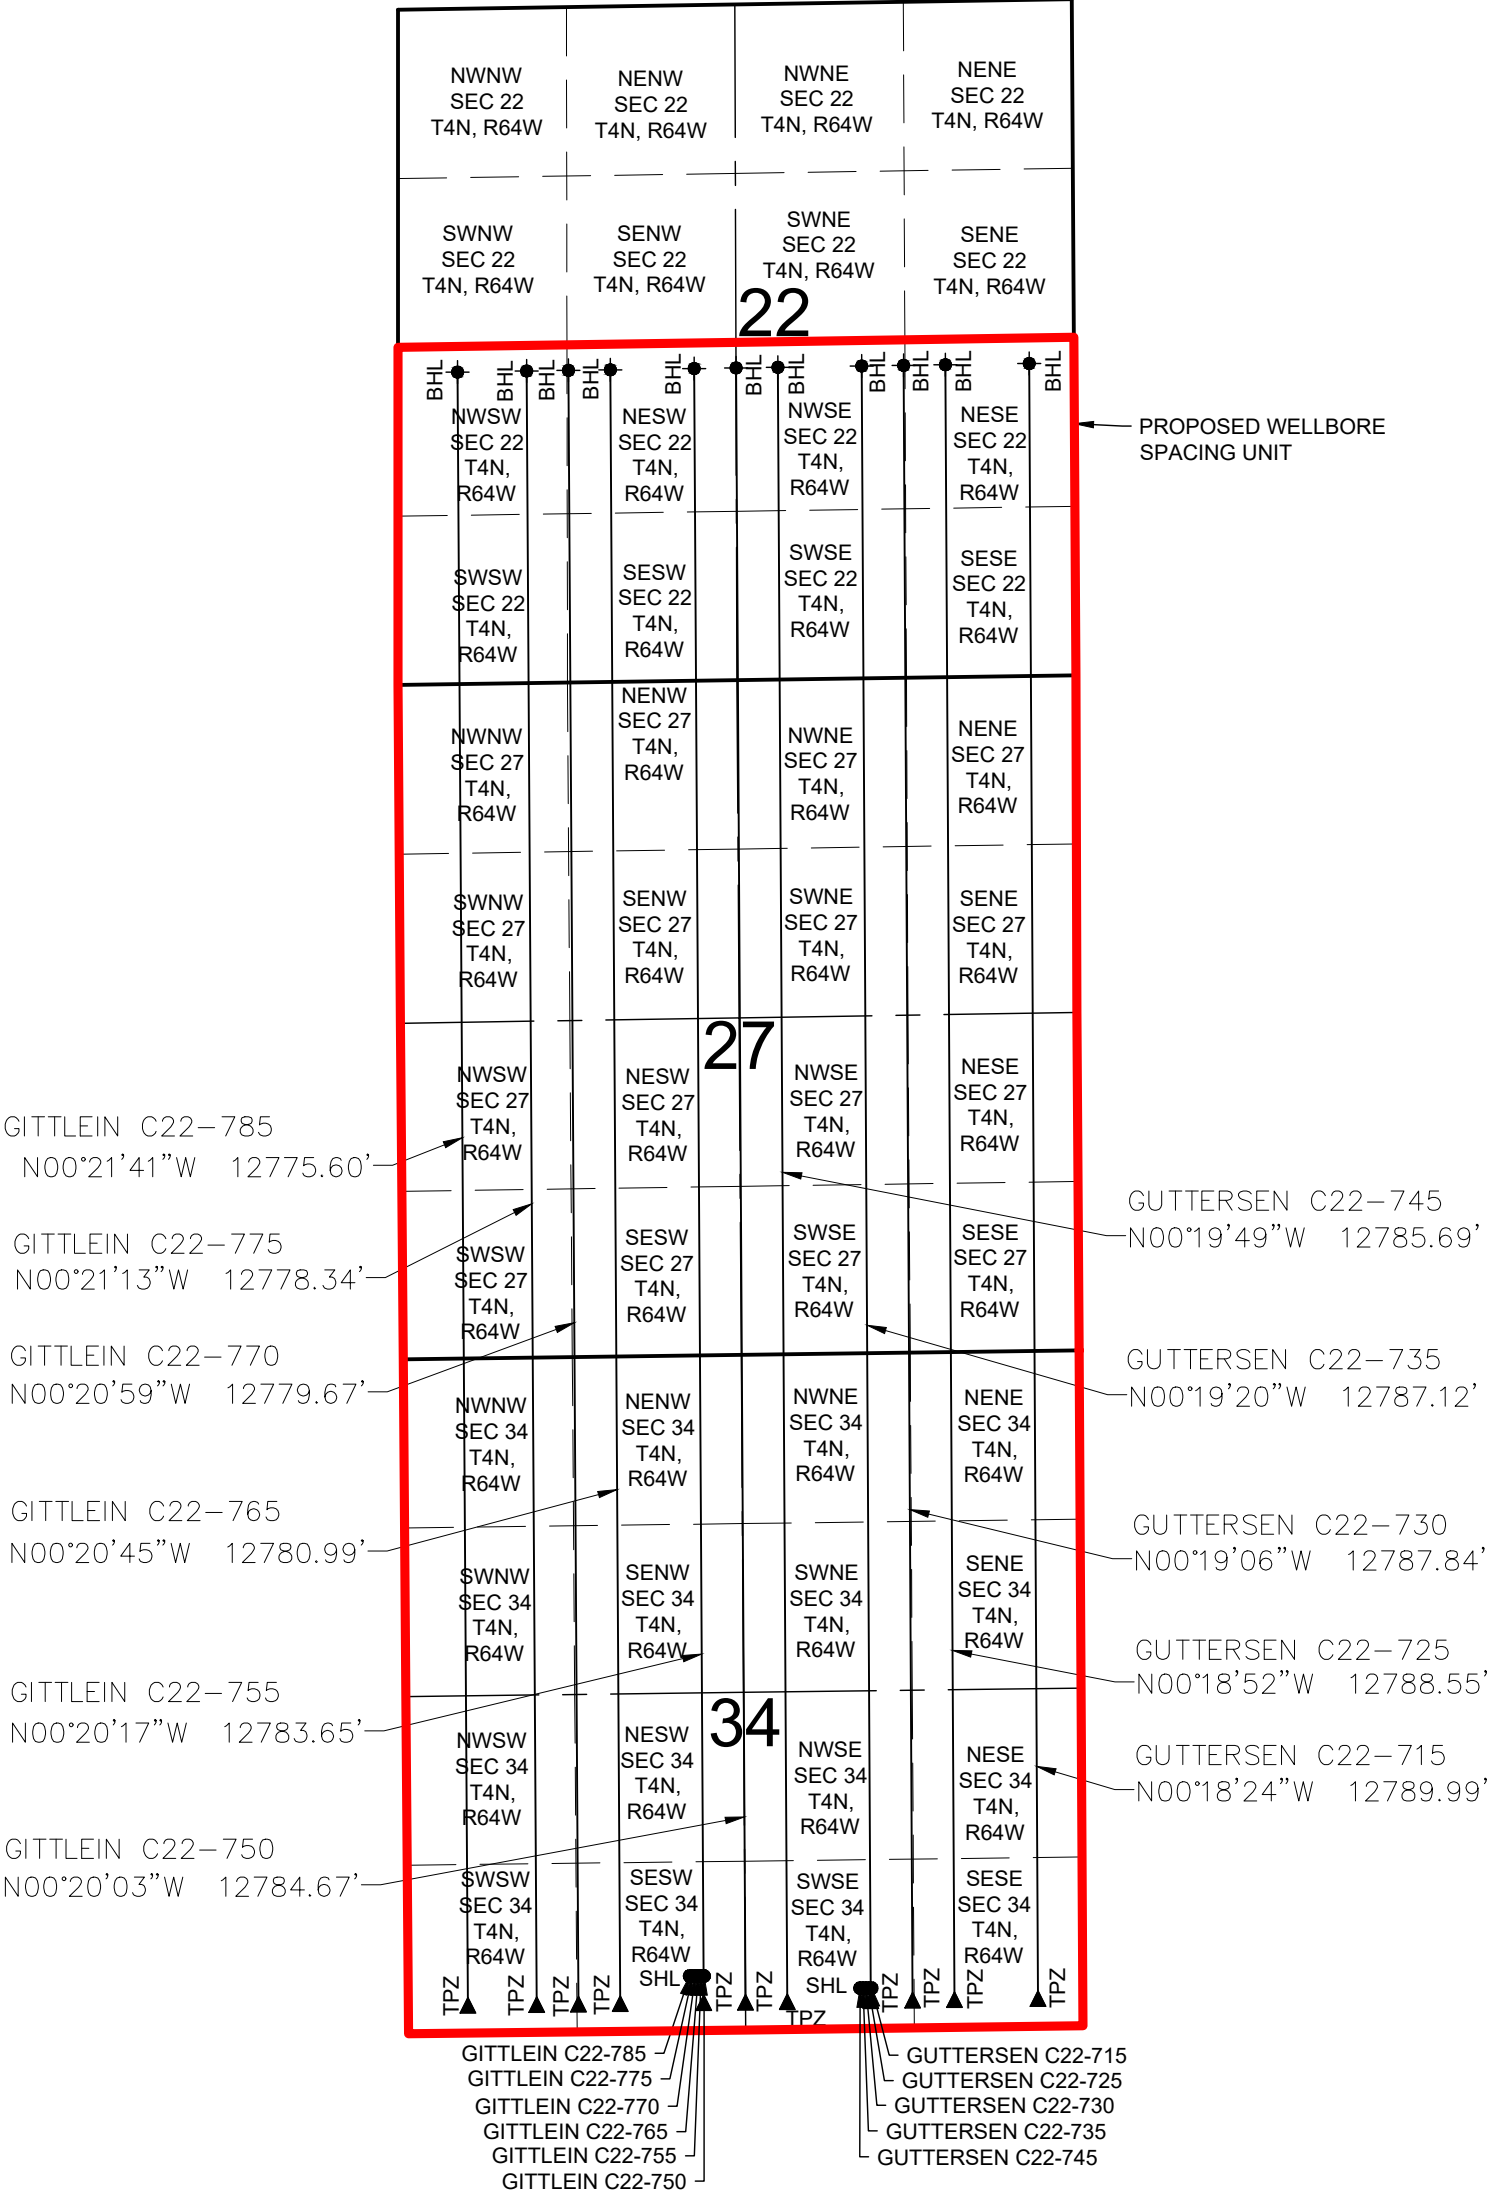 NWNW
SEC 22
T4N, R64W
NENW
SEC 22
T4N, R64W
NWNE
SEC 22
T4N, R64W
NENE
SEC 22
T4N, R64W
SWNW
SEC 22
T4N, R64W
SENW
SEC 22
T4N, R64W
SWNE
SEC 22
T4N, R64W
SENE
SEC 22
T4N, R64W
22
BHL
BHL
BHL
BHL
BHL
BHL
BHL
BHL
BHL
BHL
BHL
PROPOSED WELLBORE
SPACING UNIT
NWSW
SEC 22
T4N,
R64W
NESW
SEC 22
T4N,
R64W
NWSE
SEC 22
T4N,
R64W
NESE
SEC 22
T4N,
R64W
SWSW
SEC 22
T4N,
R64W
SESW
SEC 22
T4N,
R64W
SWSE
SEC 22
T4N,
R64W
SESE
SEC 22
T4N,
R64W
NWNW
SEC 27
T4N,
R64W
NENW
SEC 27
T4N,
R64W
NWNE
SEC 27
T4N,
R64W
NENE
SEC 27
T4N,
R64W
SWNW
SEC 27
T4N,
R64W
SENW
SEC 27
T4N,
R64W
SWNE
SEC 27
T4N,
R64W
SENE
SEC 27
T4N,
R64W
27
NWSW
SEC 27
T4N,
R64W
NESW
SEC 27
T4N,
R64W
NWSE
SEC 27
T4N,
R64W
NESE
SEC 27
T4N,
R64W
SWSW
SEC 27
T4N,
R64W
SESW
SEC 27
T4N,
R64W
SWSE
SEC 27
T4N,
R64W
SESE
SEC 27
T4N,
R64W
NWNW
SEC 34
T4N,
R64W
NENW
SEC 34
T4N,
R64W
NWNE
SEC 34
T4N,
R64W
NENE
SEC 34
T4N,
R64W
SWNW
SEC 34
T4N,
R64W
SENW
SEC 34
T4N,
R64W
SWNE
SEC 34
T4N,
R64W
SENE
SEC 34
T4N,
R64W
34
NWSW
SEC 34
T4N,
R64W
NESW
SEC 34
T4N,
R64W
NWSE
SEC 34
T4N,
R64W
NESE
SEC 34
T4N,
R64W
SWSW
SEC 34
T4N,
R64W
SESW
SEC 34
T4N,
R64W
SWSE
SEC 34
T4N,
R64W
SESE
SEC 34
T4N,
R64W
GITTLEIN C22-785
N00°21'41"W 12775.60'
GITTLEIN C22-775
N00°21'13"W 12778.34'
GITTLEIN C22-770
N00°20'59"W 12779.67'
GITTLEIN C22-765
N00°20'45"W 12780.99'
GITTLEIN C22-755
N00°20'17"W 12783.65'
GITTLEIN C22-750
N00°20'03"W 12784.67'
GUTTERSEN C22-745
N00°19'49"W 12785.69'
GUTTERSEN C22-735
N00°19'20"W 12787.12'
GUTTERSEN C22-730
N00°19'06"W 12787.84'
GUTTERSEN C22-725
N00°18'52"W 12788.55'
GUTTERSEN C22-715
N00°18'24"W 12789.99'
SHL
SHL
TPZ
TPZ
TPZ
TPZ
TPZ
TPZ
TPZ
TPZ
TPZ
TPZ
TPZ
GITTLEIN C22-785
GITTLEIN C22-775
GITTLEIN C22-770
GITTLEIN C22-765
GITTLEIN C22-755
GITTLEIN C22-750
GUTTERSEN C22-715
GUTTERSEN C22-725
GUTTERSEN C22-730
GUTTERSEN C22-735
GUTTERSEN C22-745